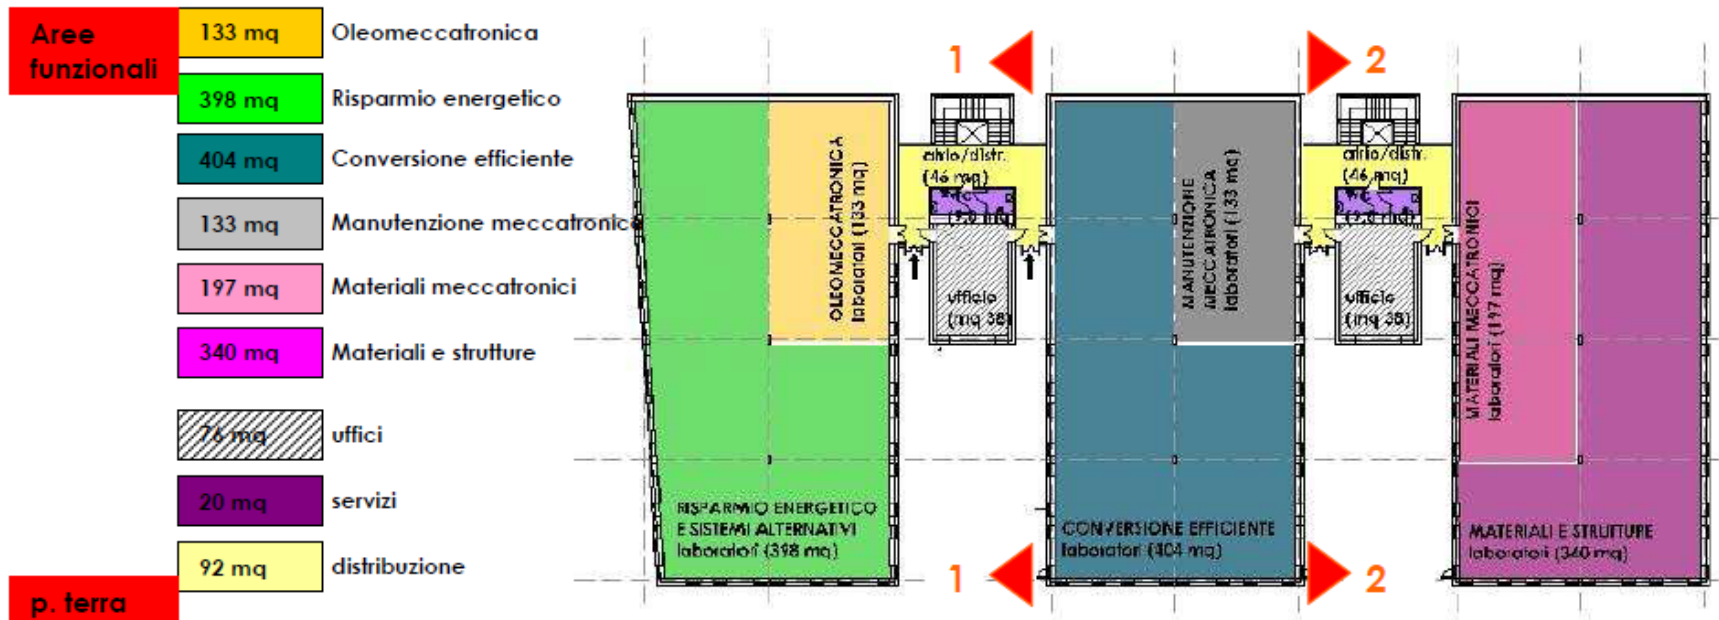 Aree
funzionali
133 mq Oleomeccatronica
398 mq Risparmio energetico
404 mq Conversione efficiente
133 mq Manutenzione meccatronica
197 mq Materiali meccatronici
340 mq Materiali e strutture
76 mq uffici
20 mq servizi
92 mq distribuzione
p. terra
1
2
OLEOMECCATRONICA
laboratori (133 mq)
RISPARMIO ENERGETICO
E SISTEMI ALTERNATIVI
laboratori (398 mq)
atrio/distr.
(46 mq)
ufficio
(mq 38)
MANUTENZIONE
MECCATRONICA
laboratori (133 mq)
CONVERSIONE EFFICIENTE
laboratori (404 mq)
atrio/distr.
(46 mq)
ufficio
(mq 38)
MATERIALI MECCATRONICI
laboratori (197 mq)
MATERIALI E STRUTTURE
laboratori (340 mq)
1
2